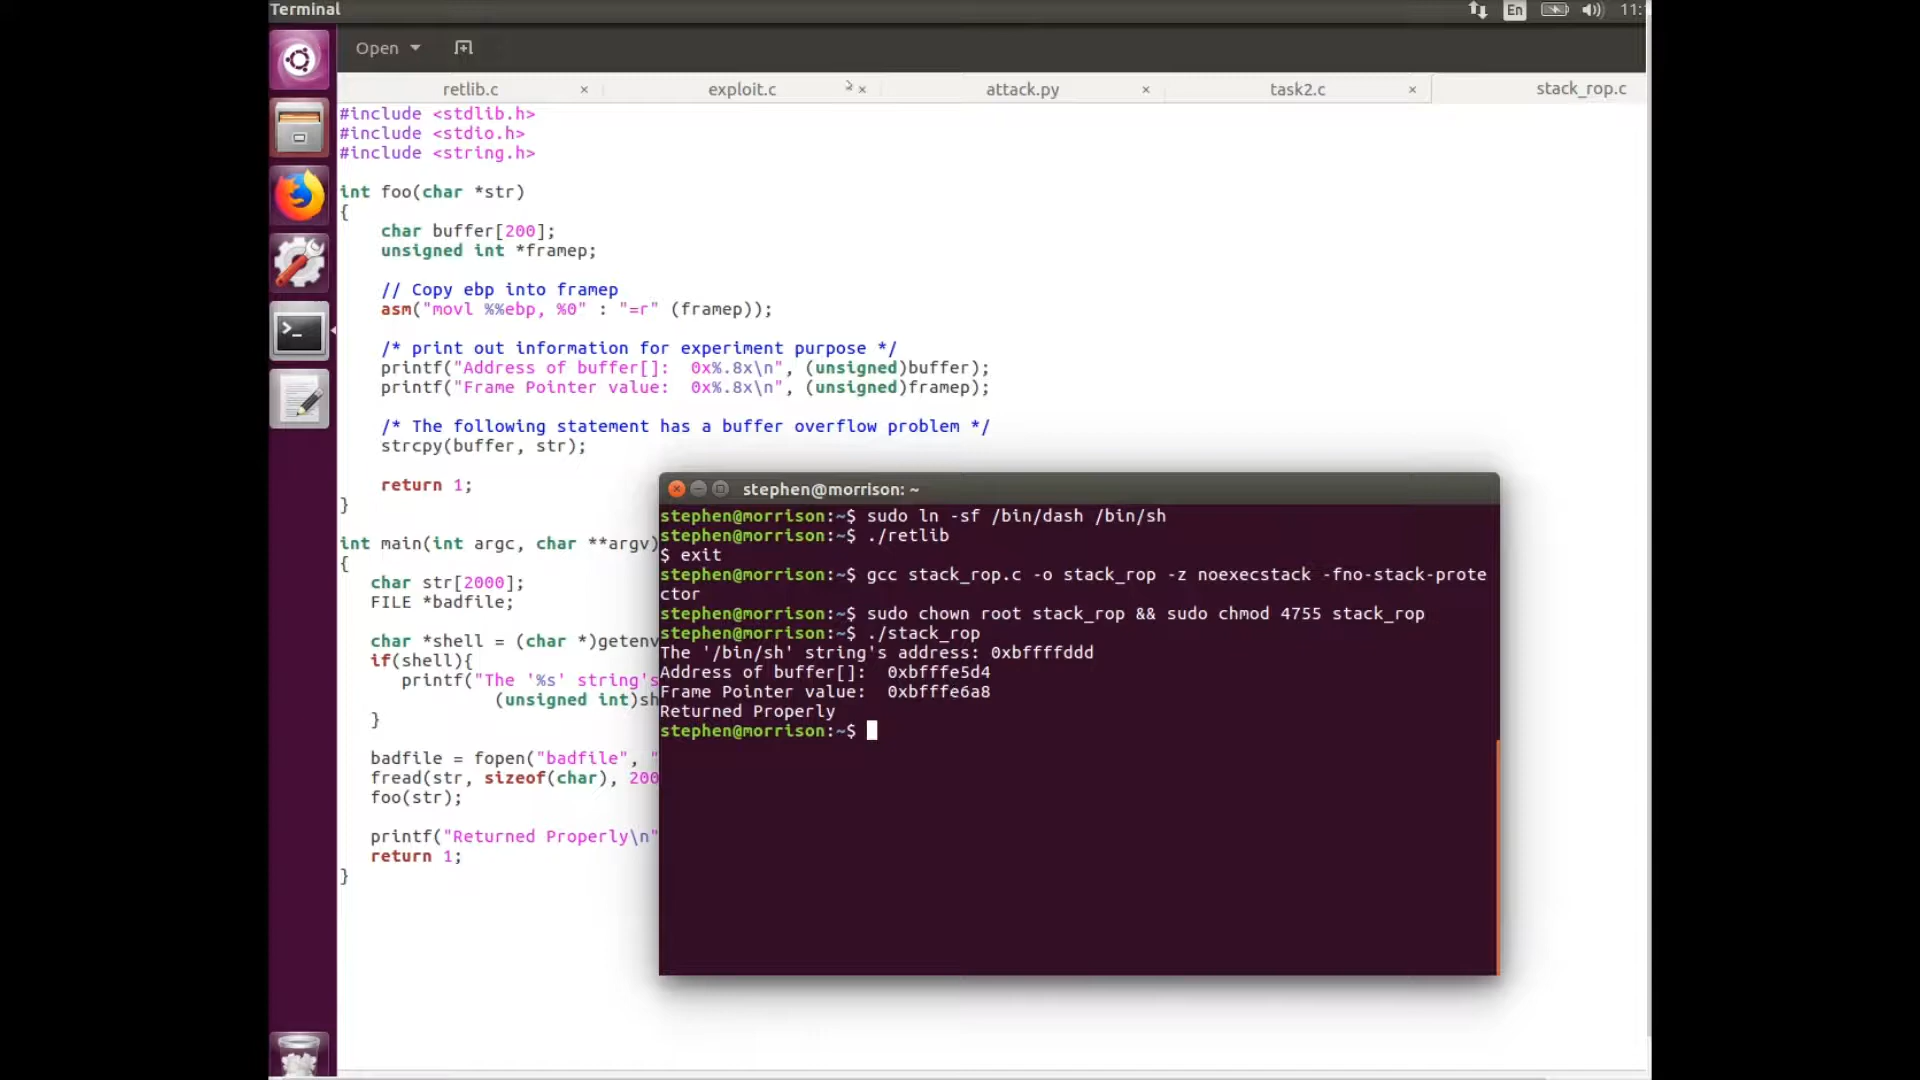 Terminal
En
11:
Open
retlib.c × exploit.c × attack.py × task2.c × stack_rop.c
#include <stdlib.h>
#include <stdio.h>
#include <string.h>
int foo(char *str)
{
    char buffer[200];
    unsigned int *framep;
    // Copy ebp into framep
    asm("movl %%ebp, %0" : "=r" (framep));
    /* print out information for experiment purpose */
    printf("Address of buffer[]:  0x%.8x\n", (unsigned)buffer);
    printf("Frame Pointer value:  0x%.8x\n", (unsigned)framep);
    /* The following statement has a buffer overflow problem */
    strcpy(buffer, str);
    return 1;
}
int main(int argc, char **argv)
{
   char str[2000];
   FILE *badfile;
   char *shell = (char *)getenv
   if(shell){
      printf("The '%s' string's
               (unsigned int)sh
   }
   badfile = fopen("badfile", "
   fread(str, sizeof(char), 200
   foo(str);
   printf("Returned Properly\n"
   return 1;
}
stephen@morrison: ~
stephen@morrison:~$ sudo ln -sf /bin/dash /bin/sh
stephen@morrison:~$ ./retlib
$ exit
stephen@morrison:~$ gcc stack_rop.c -o stack_rop -z noexecstack -fno-stack-prote
ctor
stephen@morrison:~$ sudo chown root stack_rop && sudo chmod 4755 stack_rop
stephen@morrison:~$ ./stack_rop
The '/bin/sh' string's address: 0xbffffddd
Address of buffer[]:  0xbfffe5d4
Frame Pointer value:  0xbfffe6a8
Returned Properly
stephen@morrison:~$